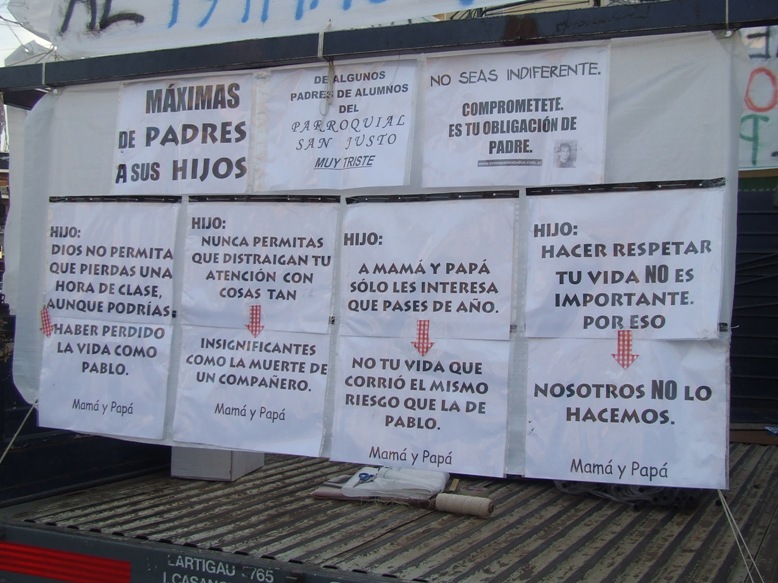 MÁXIMAS
DE PADRES
A SUS HIJOS
DE ALGUNOS
PADRES DE ALUMNOS
DEL
PARROQUIAL
SAN JUSTO
MUY TRISTE
NO SEAS INDIFERENTE.
COMPROMETETE.
ES TU OBLIGACIÓN DE
PADRE.
HIJO:
DIOS NO PERMITA
QUE PIERDAS UNA
HORA DE CLASE,
AUNQUE PODRÍAS
HABER PERDIDO
LA VIDA COMO
PABLO.
Mamá y Papá
HIJO:
NUNCA PERMITAS
QUE DISTRAIGAN TU
ATENCIÓN CON
COSAS TAN
INSIGNIFICANTES
COMO LA MUERTE DE
UN COMPAÑERO.
Mamá y Papá
HIJO:
A MAMÁ Y PAPÁ
SÓLO LES INTERESA
QUE PASES DE AÑO.
NO TU VIDA QUE
CORRIÓ EL MISMO
RIESGO QUE LA DE
PABLO.
Mamá y Papá
HIJO:
HACER RESPETAR
TU VIDA NO ES
IMPORTANTE.
POR ESO
NOSOTROS NO LO
HACEMOS.
Mamá y Papá
LARTIGAU 3765